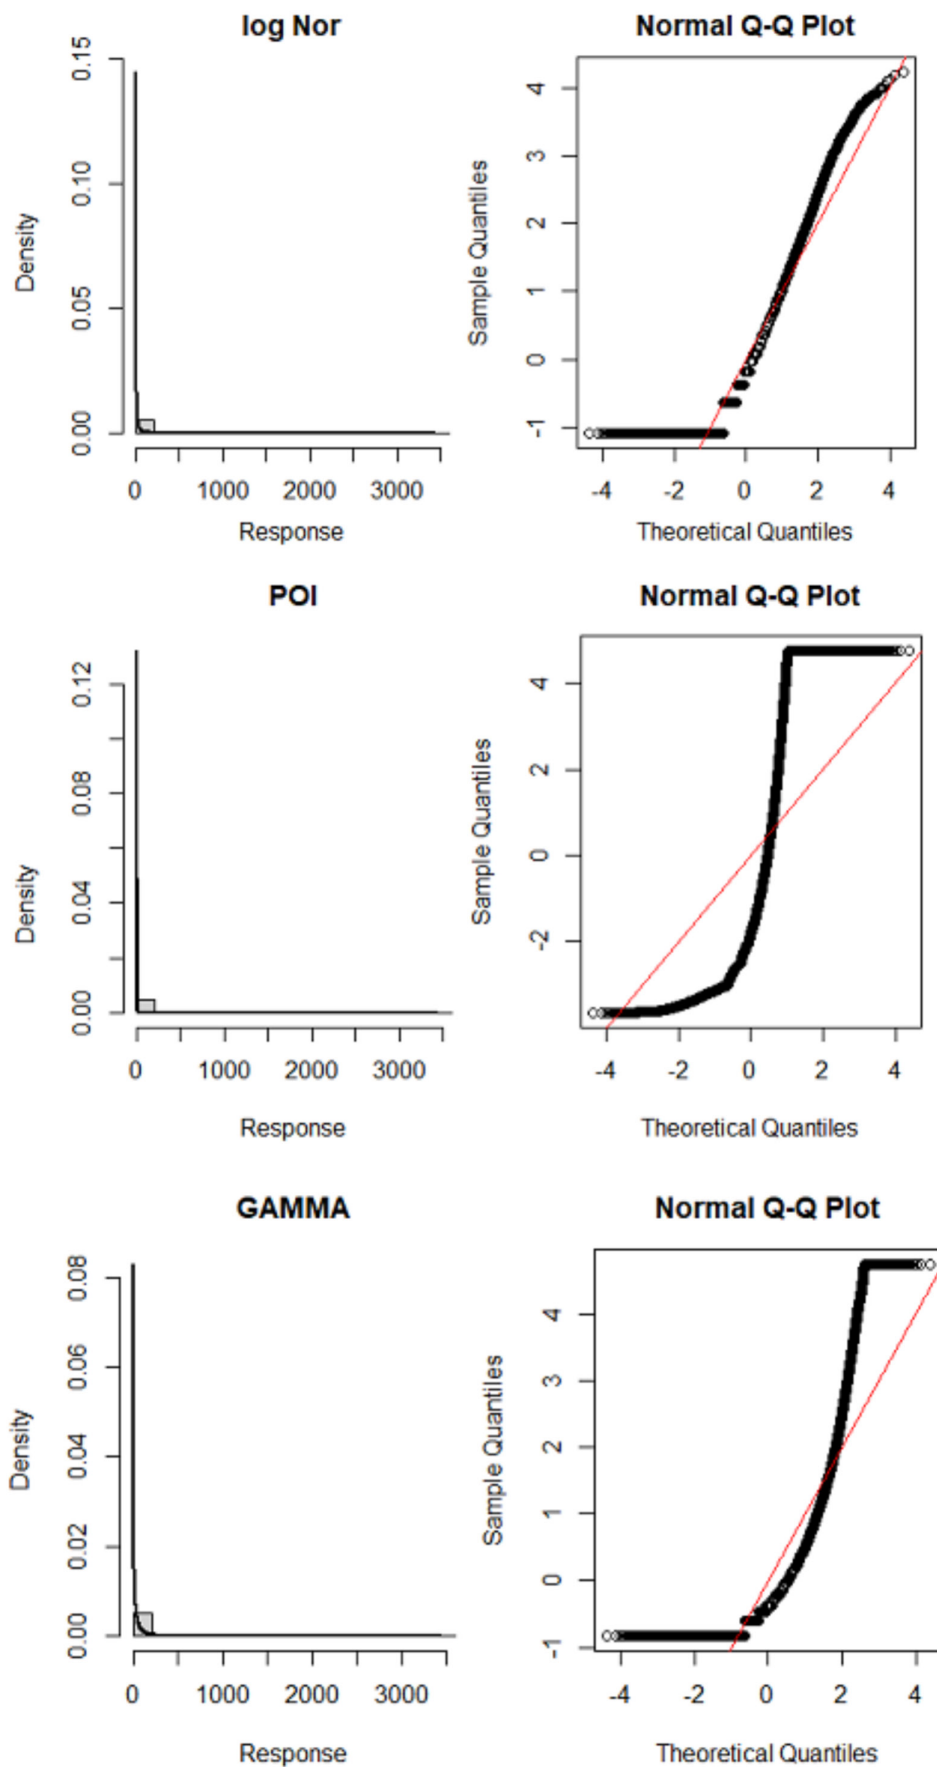 log Nor
Normal Q-Q Plot
Density
0.00 0.05 0.10 0.15
0 1000 2000 3000
Response
Sample Quantiles
-1 0 1 2 3 4
-4 -2 0 2 4
Theoretical Quantiles
POI
Normal Q-Q Plot
Density
0.00 0.04 0.08 0.12
0 1000 2000 3000
Response
Sample Quantiles
-2 0 2 4
-4 -2 0 2 4
Theoretical Quantiles
GAMMA
Normal Q-Q Plot
Density
0.00 0.02 0.04 0.06 0.08
0 1000 2000 3000
Response
Sample Quantiles
-1 0 1 2 3 4
-4 -2 0 2 4
Theoretical Quantiles